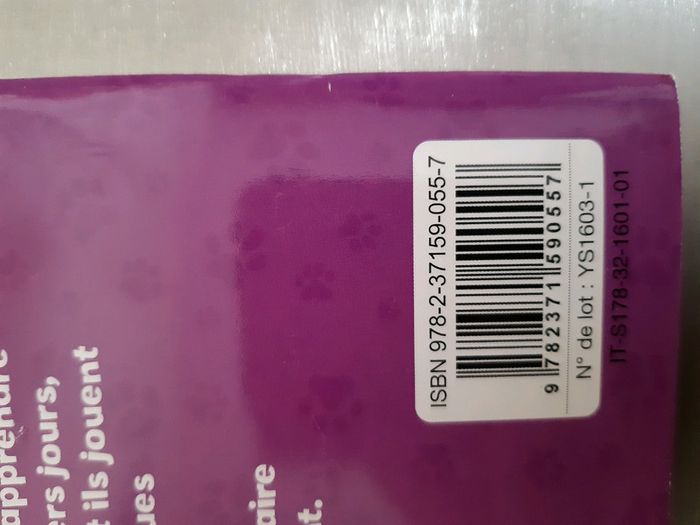 apprendre
ers jours,
t ils jouent
ues
aire
t.
ISBN 978-2-37159-055-7
9 782371 590557
N° de lot : YS1603-1
IT-S178-32-1601-01